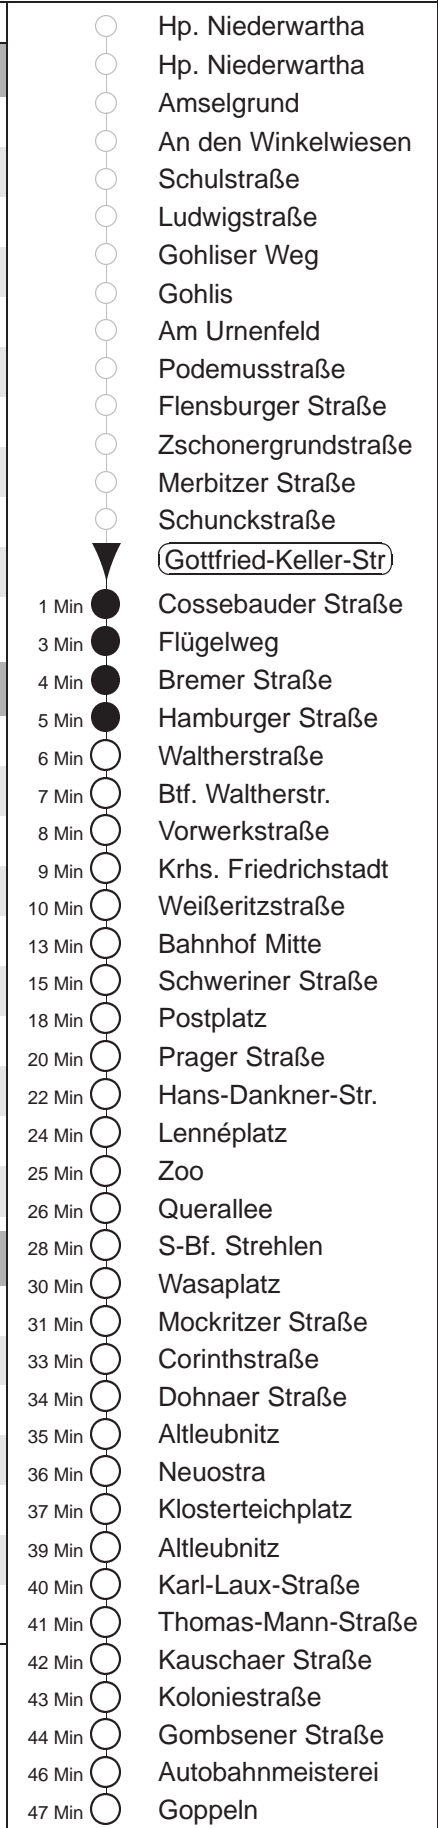 Hp. Niederwartha
Hp. Niederwartha
Amselgrund
An den Winkelwiesen
Schulstraße
Ludwigstraße
Gohliser Weg
Gohlis
Am Urnenfeld
Podemusstraße
Flensburger Straße
Zschonergrundstraße
Merbitzer Straße
Schunckstraße
Gottfried-Keller-Str
1 Min Cossebauder Straße
3 Min Flügelweg
4 Min Bremer Straße
5 Min Hamburger Straße
6 Min Waltherstraße
7 Min Btf. Waltherstr.
8 Min Vorwerkstraße
9 Min Krhs. Friedrichstadt
10 Min Weißeritzstraße
13 Min Bahnhof Mitte
15 Min Schweriner Straße
18 Min Postplatz
20 Min Prager Straße
22 Min Hans-Dankner-Str.
24 Min Lennéplatz
25 Min Zoo
26 Min Querallee
28 Min S-Bf. Strehlen
30 Min Wasaplatz
31 Min Mockritzer Straße
33 Min Corinthstraße
34 Min Dohnaer Straße
35 Min Altleubnitz
36 Min Neuostra
37 Min Klosterteichplatz
39 Min Altleubnitz
40 Min Karl-Laux-Straße
41 Min Thomas-Mann-Straße
42 Min Kauschaer Straße
43 Min Koloniestraße
44 Min Gombsener Straße
46 Min Autobahnmeisterei
47 Min Goppeln